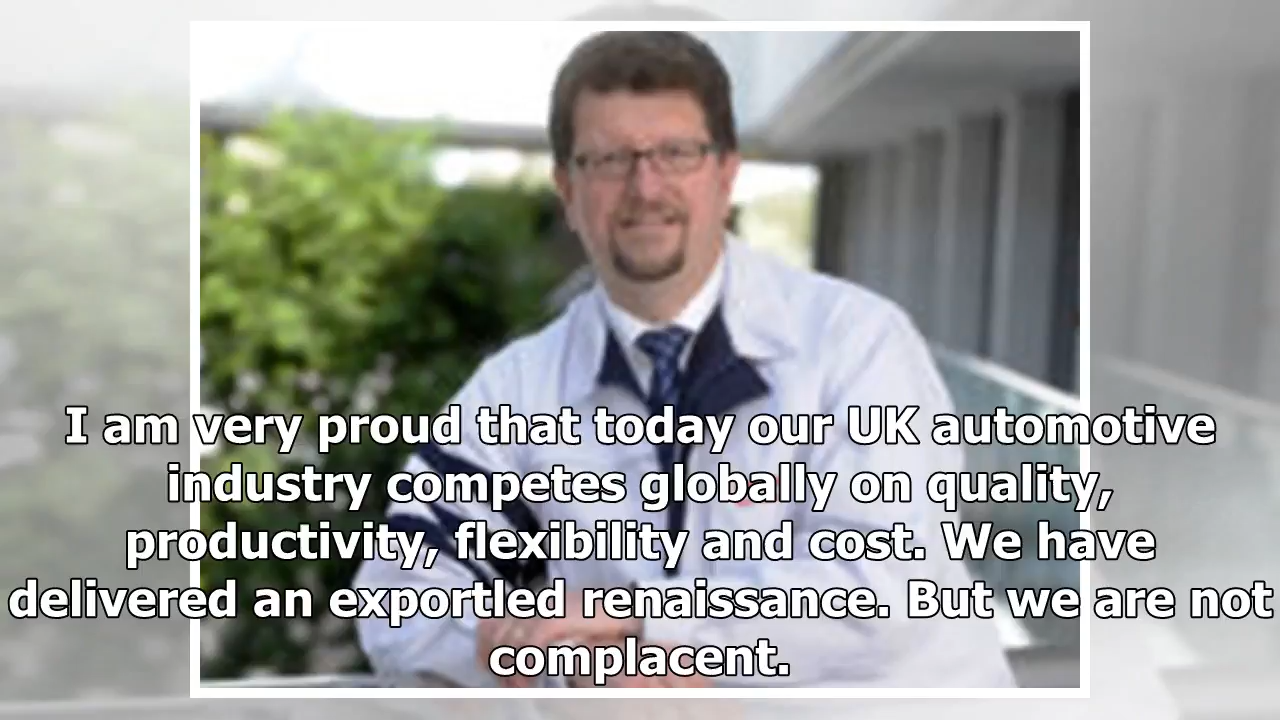 I am very proud that today our UK automotive
industry competes globally on quality,
productivity, flexibility and cost. We have
delivered an exportled renaissance. But we are not
complacent.